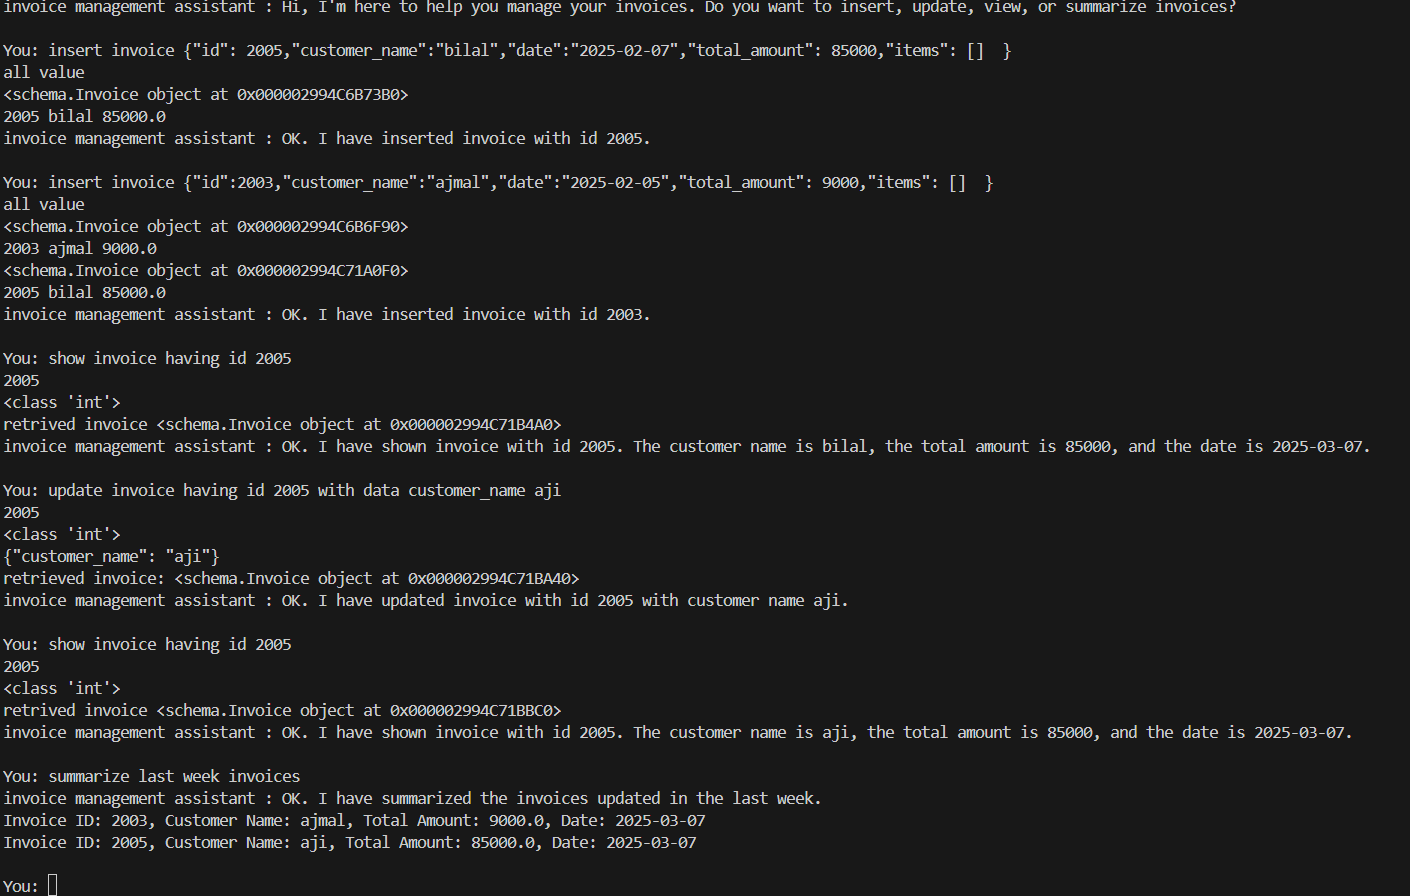 invoice management assistant : Hi, I'm here to help you manage your invoices. Do you want to insert, update, view, or summarize invoices?
You: insert invoice {"id": 2005,"customer_name":"bilal","date":"2025-02-07","total_amount": 85000,"items": []  }
all value
<schema.Invoice object at 0x000002994C6B73B0>
2005 bilal 85000.0
invoice management assistant : OK. I have inserted invoice with id 2005.
You: insert invoice {"id":2003,"customer_name":"ajmal","date":"2025-02-05","total_amount": 9000,"items": []  }
all value
<schema.Invoice object at 0x000002994C6B6F90>
2003 ajmal 9000.0
<schema.Invoice object at 0x000002994C71A0F0>
2005 bilal 85000.0
invoice management assistant : OK. I have inserted invoice with id 2003.
You: show invoice having id 2005
2005
<class 'int'>
retrived invoice <schema.Invoice object at 0x000002994C71B4A0>
invoice management assistant : OK. I have shown invoice with id 2005. The customer name is bilal, the total amount is 85000, and the date is 2025-03-07.
You: update invoice having id 2005 with data customer_name aji
2005
<class 'int'>
{"customer_name": "aji"}
retrieved invoice: <schema.Invoice object at 0x000002994C71BA40>
invoice management assistant : OK. I have updated invoice with id 2005 with customer name aji.
You: show invoice having id 2005
2005
<class 'int'>
retrived invoice <schema.Invoice object at 0x000002994C71BBC0>
invoice management assistant : OK. I have shown invoice with id 2005. The customer name is aji, the total amount is 85000, and the date is 2025-03-07.
You: summarize last week invoices
invoice management assistant : OK. I have summarized the invoices updated in the last week.
Invoice ID: 2003, Customer Name: ajmal, Total Amount: 9000.0, Date: 2025-03-07
Invoice ID: 2005, Customer Name: aji, Total Amount: 85000.0, Date: 2025-03-07
You: